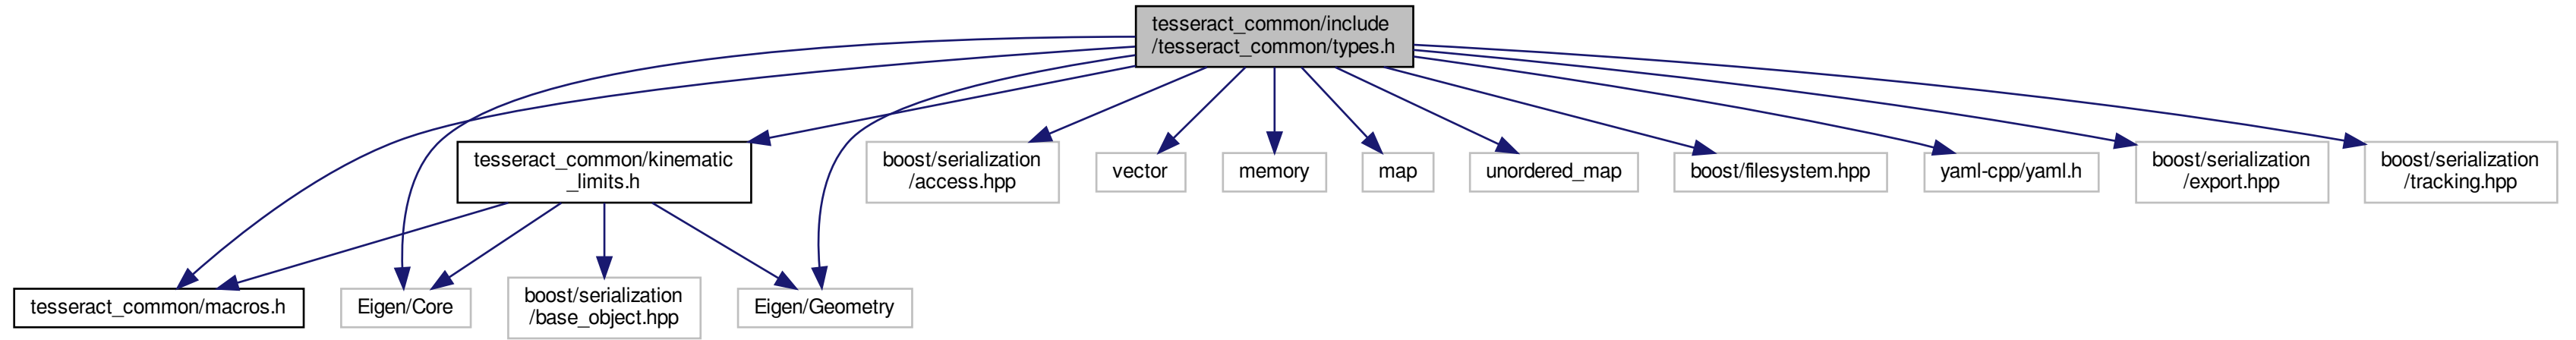 tesseract_common/include
/tesseract_common/types.h
tesseract_common/kinematic
_limits.h
boost/serialization
/access.hpp
vector
memory
map
unordered_map
boost/filesystem.hpp
yaml-cpp/yaml.h
boost/serialization
/export.hpp
boost/serialization
/tracking.hpp
tesseract_common/macros.h
Eigen/Core
boost/serialization
/base_object.hpp
Eigen/Geometry